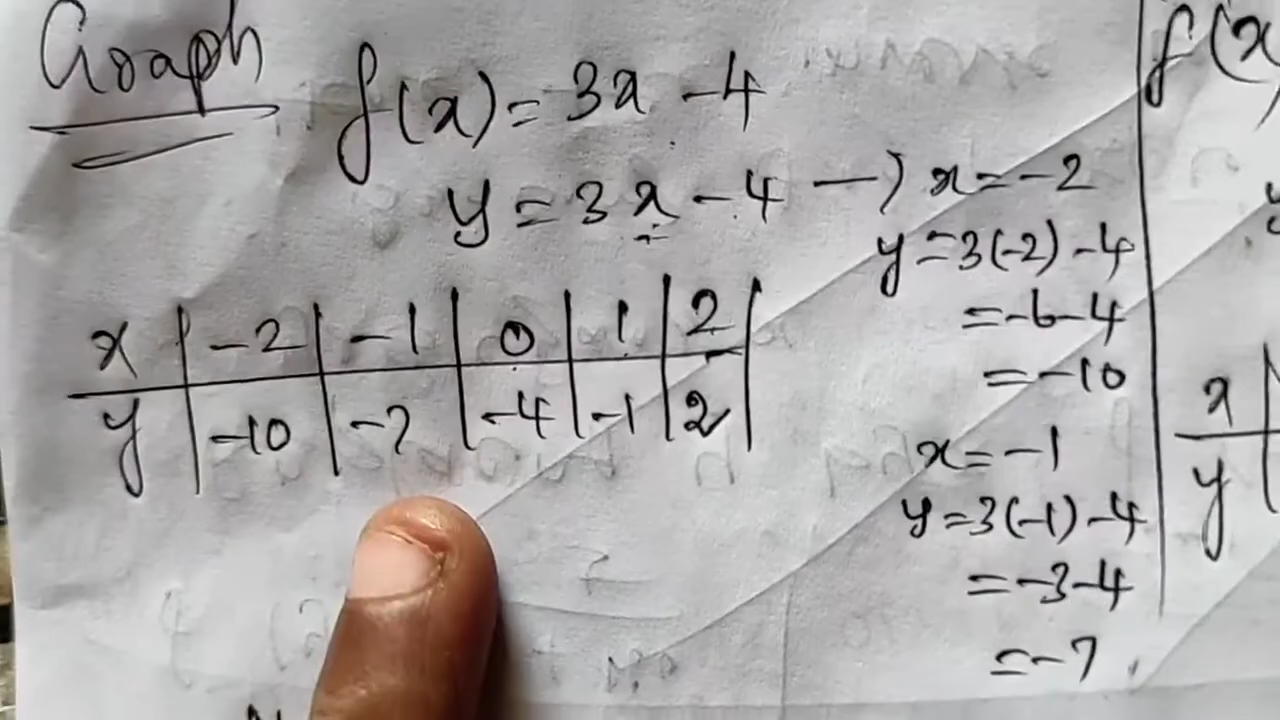 Graph
f(x) = 3x - 4
y = 3x - 4 → x = -2
y = 3(-2) - 4
= -6 - 4
= -10
x | -2 | -1 | 0 | 1 | 2 |
y | -10 | -7 | -4 | -1 | 2 |
x = -1
y = 3(-1) - 4
= -3 - 4
= -7
f(x
x
y